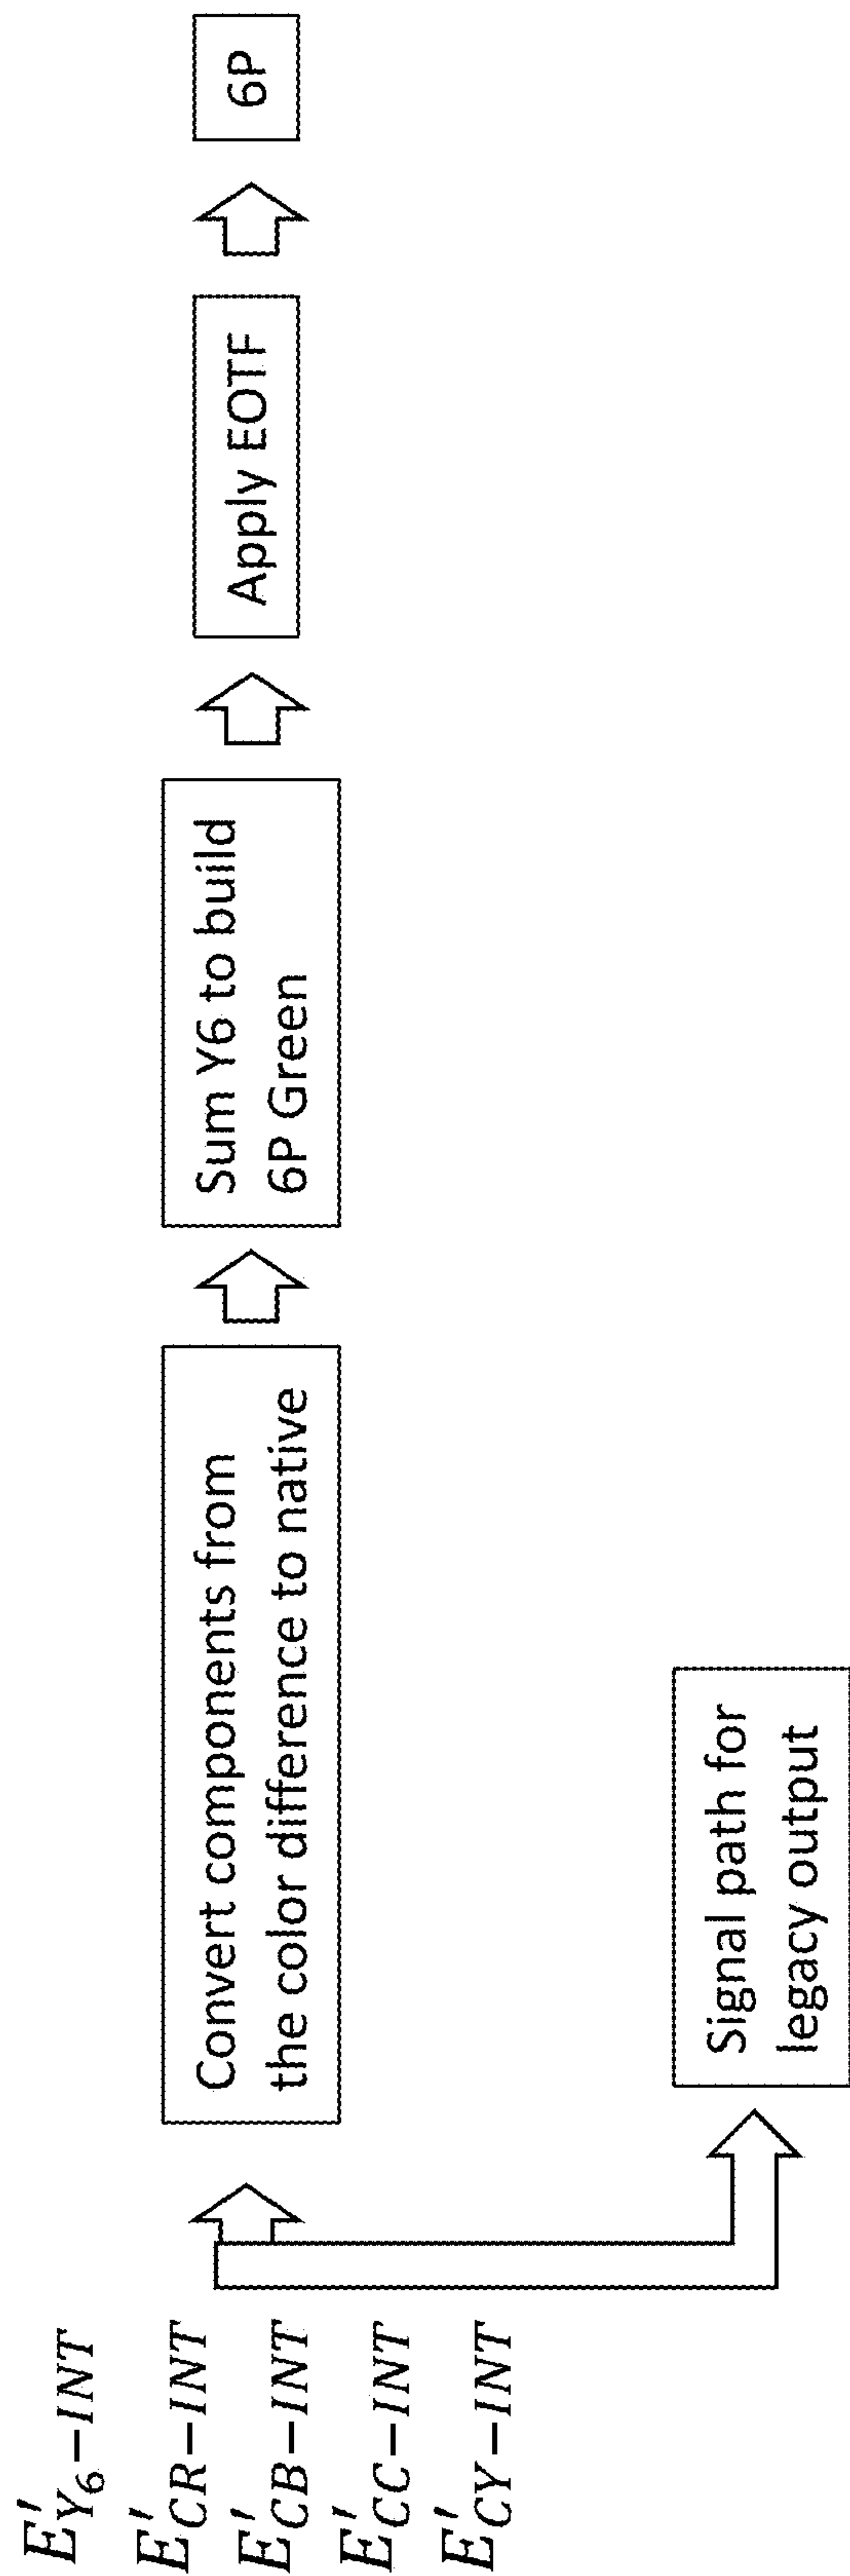 E′Y6−INT
E′CR−INT
E′CB−INT
E′CC−INT
E′CY−INT
Convert components from
the color difference to native
Sum Y6 to build
6P Green
Apply EOTF
6P
Signal path for
legacy output